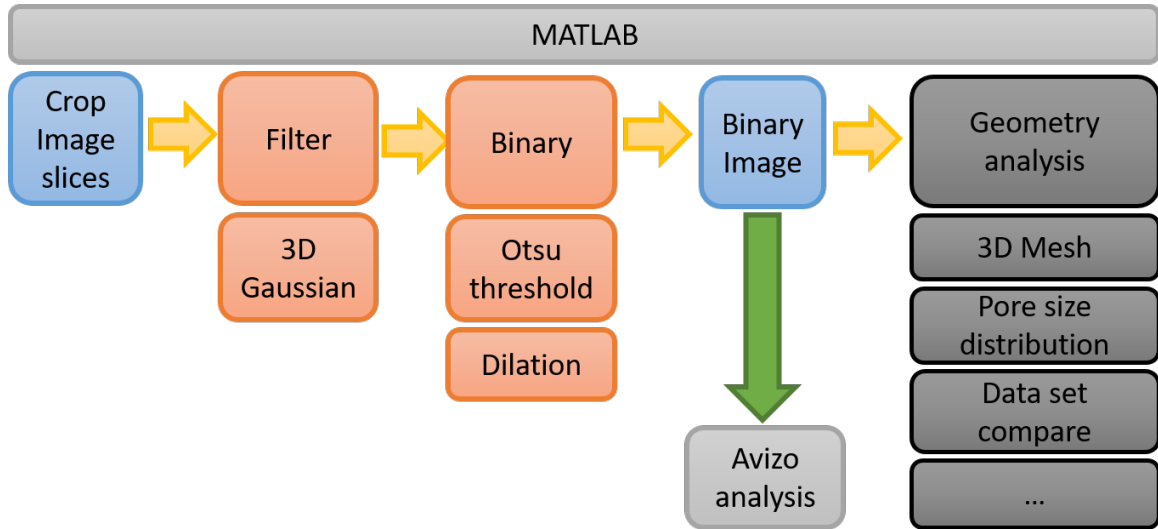 MATLAB
Crop
Image
slices
Filter
3D
Gaussian
Binary
Otsu
threshold
Dilation
Binary
Image
Avizo
analysis
Geometry
analysis
3D Mesh
Pore size
distribution
Data set
compare
...